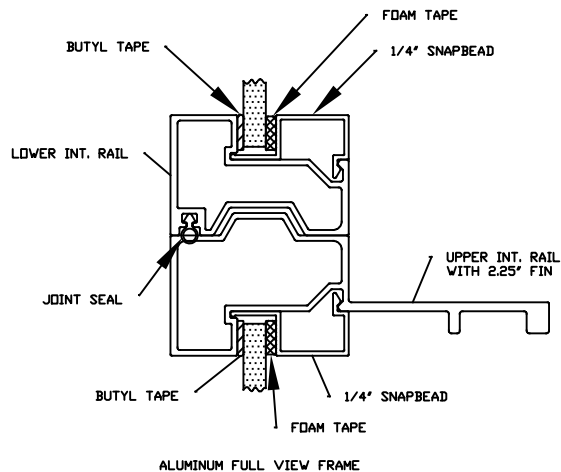 FOAM TAPE
BUTYL TAPE
1/4" SNAPBEAD
LOWER INT. RAIL
UPPER INT. RAIL
WITH 2.25" FIN
JOINT SEAL
BUTYL TAPE
1/4" SNAPBEAD
FOAM TAPE
ALUMINUM FULL VIEW FRAME